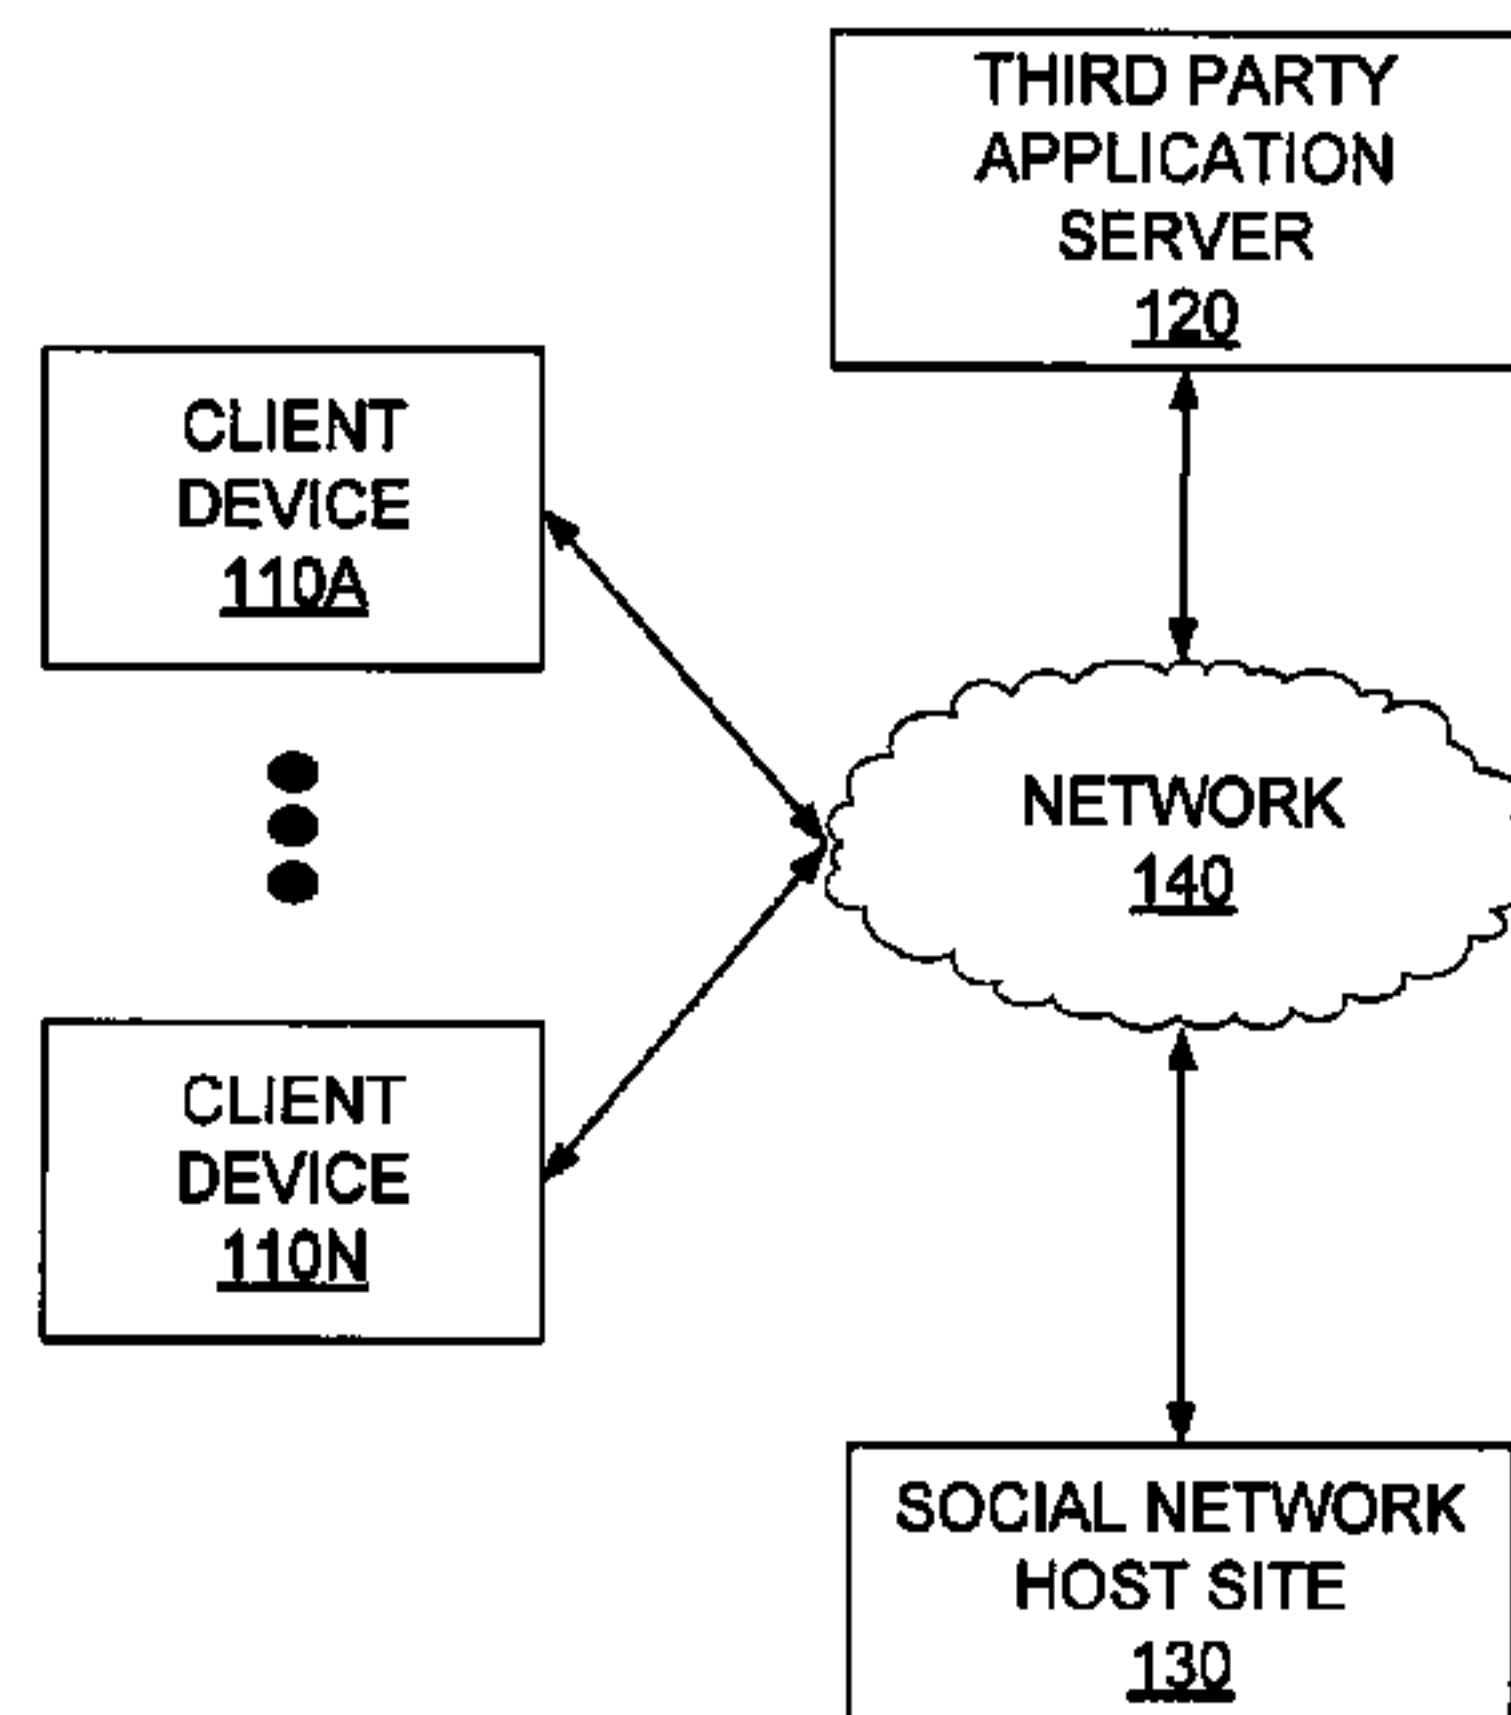 THIRD PARTY
APPLICATION
SERVER
120
CLIENT
DEVICE
110A
NETWORK
140
CLIENT
DEVICE
110N
SOCIAL NETWORK
HOST SITE
130